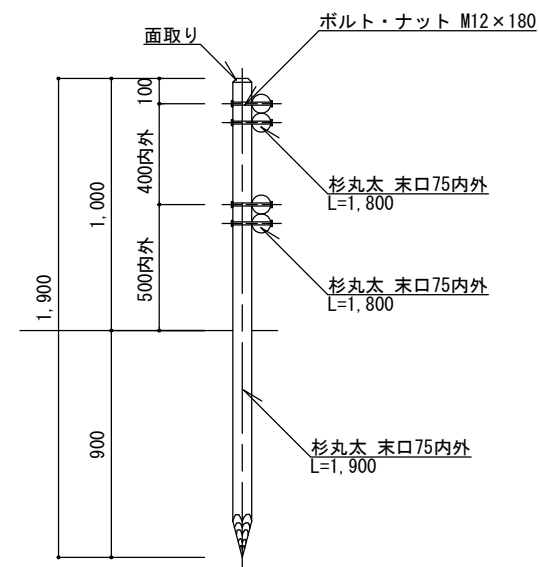 面取り
ボルト・ナット M12×180
100
400内外
1,000
500内外
1,900
900
杉丸太 末口75内外
L=1,800
杉丸太 末口75内外
L=1,800
杉丸太 末口75内外
L=1,900